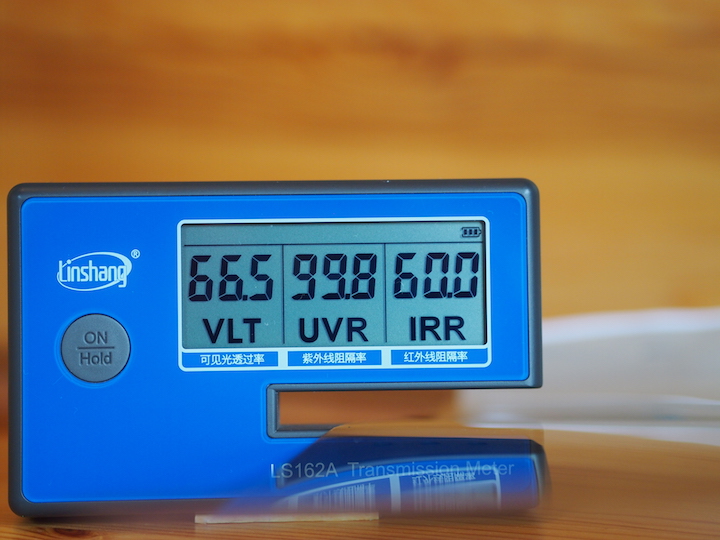 Linshang®
ON
Hold
66.5 99.8 60.0
VLT UVR IRR
可见光透过率 紫外线阻隔率 红外线阻隔率
LS162A Transmission Meter